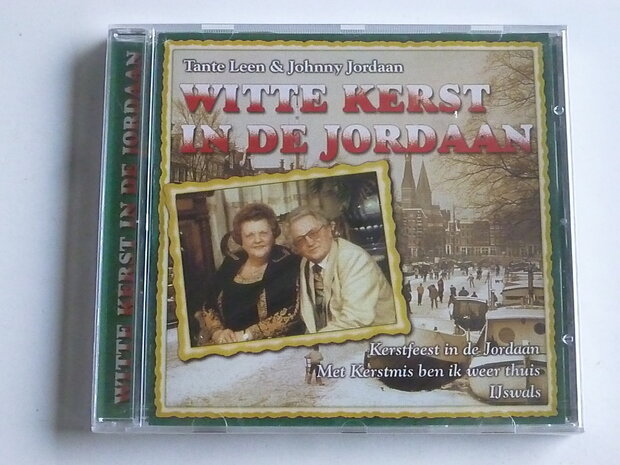 WITTE KERST IN DE JORDAAN
Tante Leen & Johnny Jordaan
WITTE KERST
IN DE JORDAAN
Kerstfeest in de Jordaan
Met Kerstmis ben ik weer thuis
IJswals